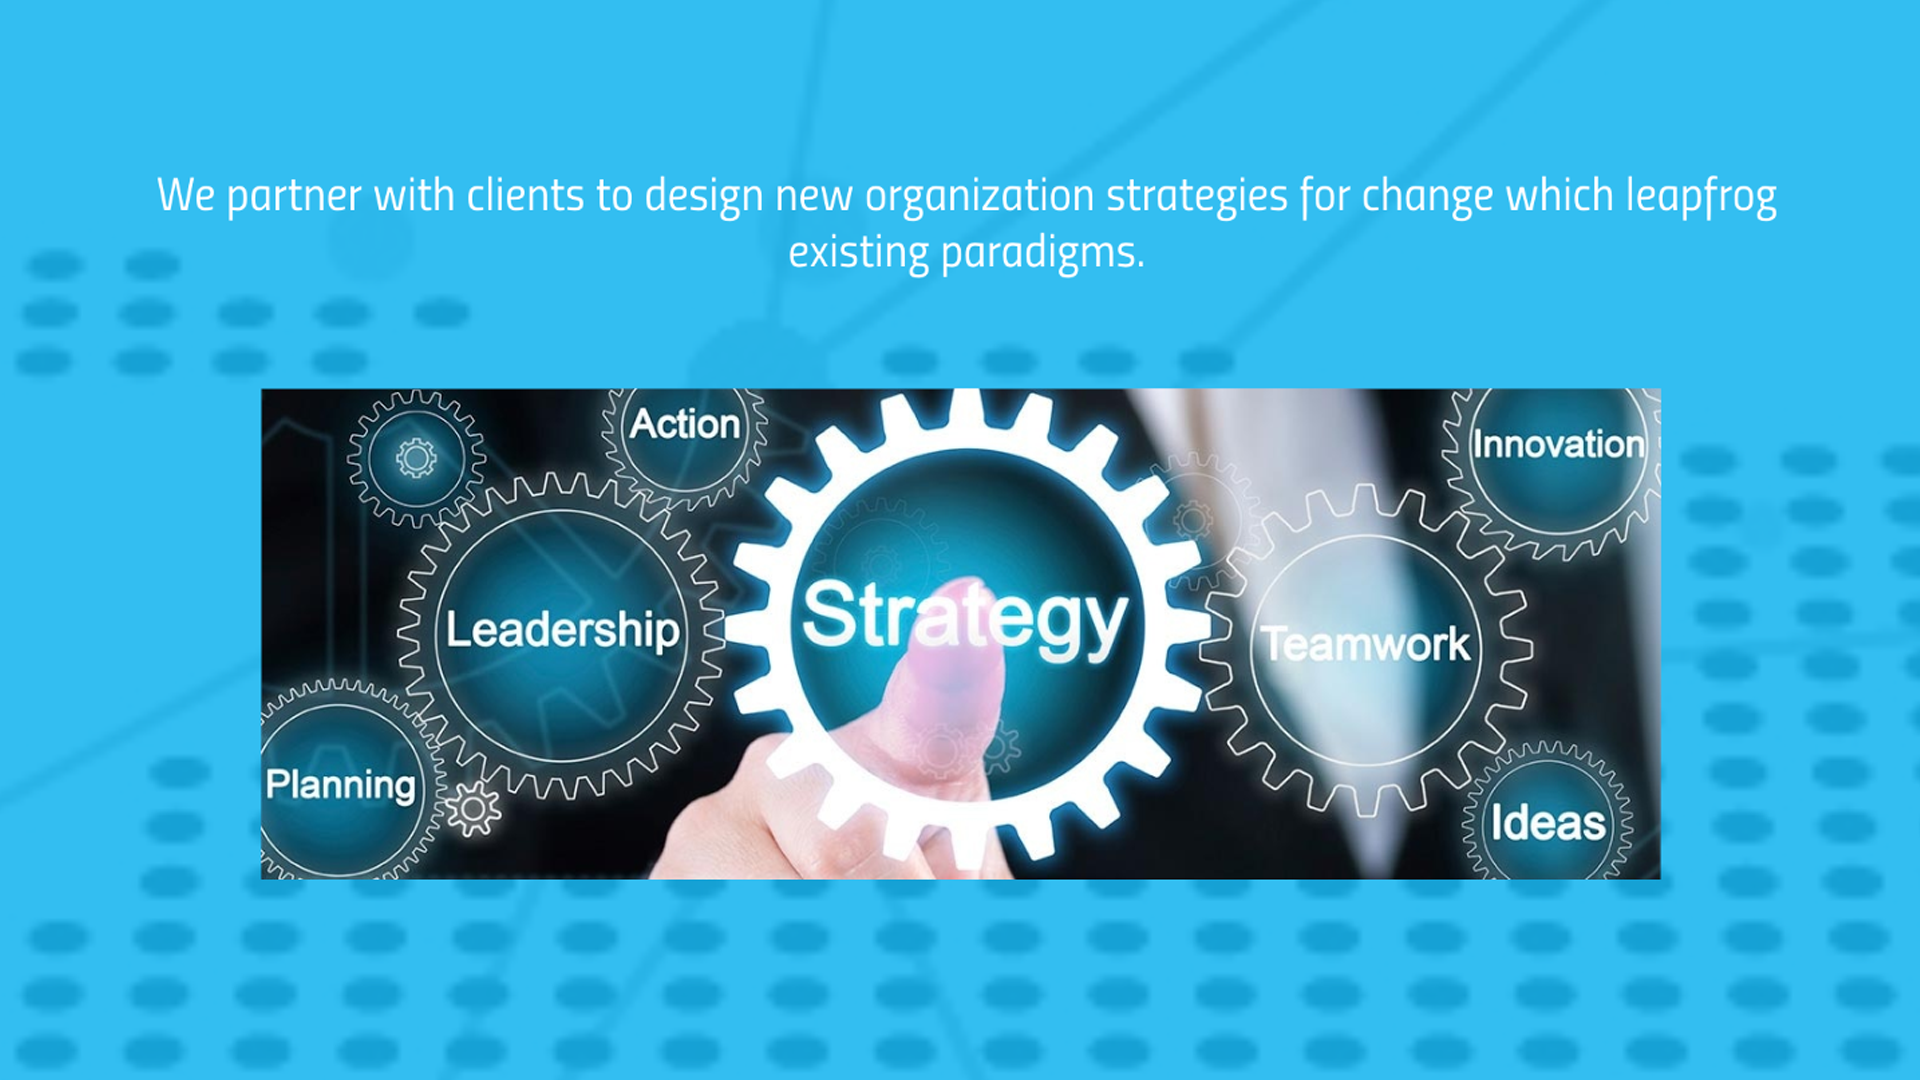 We partner with clients to design new organization strategies for change which leapfrog
existing paradigms.
Action
Innovation
Strategy
Leadership
Teamwork
Planning
Ideas